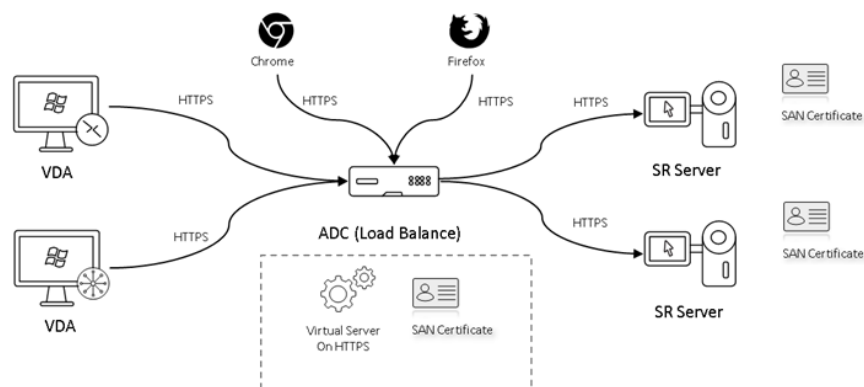 Chrome
Firefox
HTTPS
HTTPS
HTTPS
HTTPS
SAN Certificate
VDA
SR Server
HTTPS
ADC (Load Balance)
HTTPS
SAN Certificate
VDA
SR Server
Virtual Server
On HTTPS
SAN Certificate